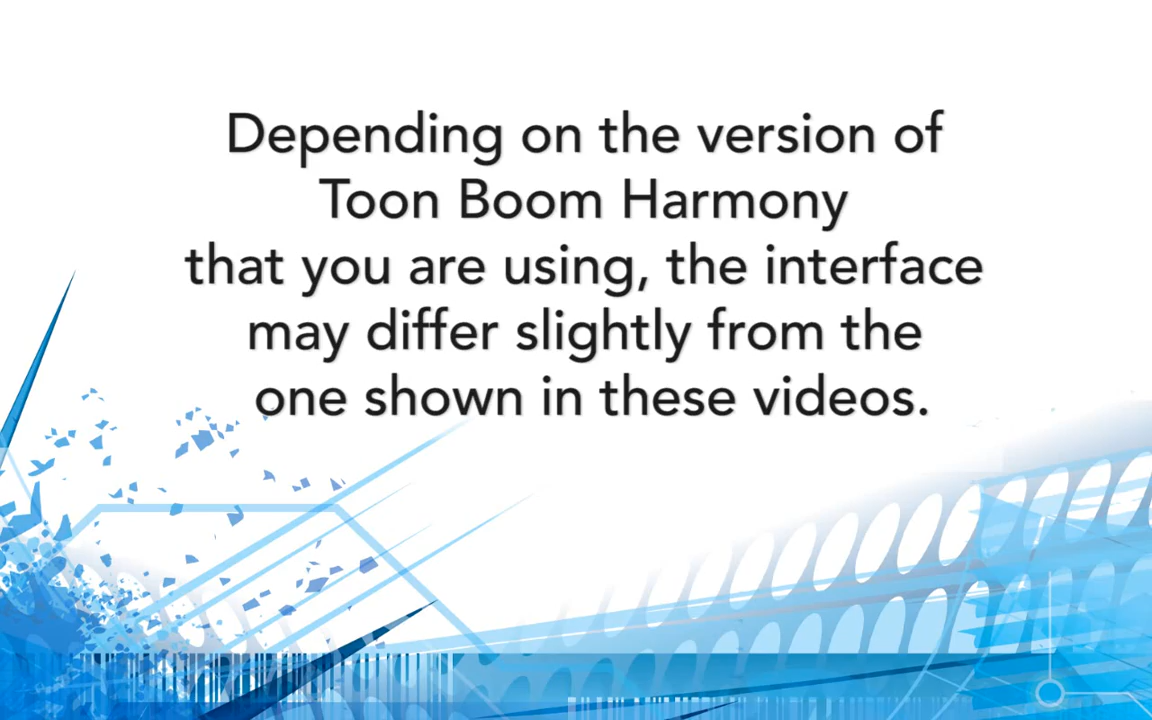 Depending on the version of
Toon Boom Harmony
that you are using, the interface
may differ slightly from the
one shown in these videos.